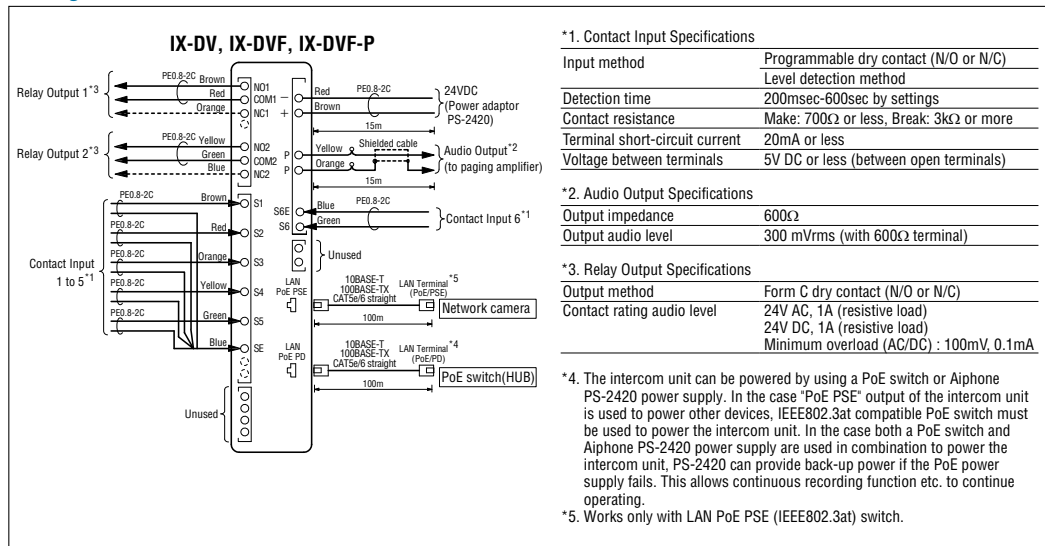 IX-DV, IX-DVF, IX-DVF-P
Relay Output 1*3
PE0.8-2C
Brown
Red
Orange
NO1
COM1
NC1
Relay Output 2*3
PE0.8-2C
Yellow
Green
Blue
NO2
COM2
NC2
Contact Input
1 to 5*1
PE0.8-2C
Brown
S1
PE0.8-2C
Red
S2
PE0.8-2C
Orange
S3
PE0.8-2C
Yellow
S4
PE0.8-2C
Green
S5
Blue
SE
Unused
−
+
Red
Brown
PE0.8-2C
24VDC
(Power adaptor
PS-2420)
15m
P
P
Yellow
Orange
Shielded cable
Audio Output*2
(to paging amplifier)
15m
S6E
S6
Blue
Green
PE0.8-2C
Contact Input 6*1
Unused
LAN
PoE PSE
10BASE-T
100BASE-TX
CAT5e/6 straight
LAN Terminal*5
(PoE/PSE)
Network camera
100m
LAN
PoE PD
10BASE-T
100BASE-TX
CAT5e/6 straight
LAN Terminal*4
(PoE/PD)
PoE switch(HUB)
100m
*1. Contact Input Specifications
Input method Programmable dry contact (N/O or N/C)
Level detection method
Detection time 200msec-600sec by settings
Contact resistance Make: 700Ω or less, Break: 3kΩ or more
Terminal short-circuit current 20mA or less
Voltage between terminals 5V DC or less (between open terminals)
*2. Audio Output Specifications
Output impedance 600Ω
Output audio level 300 mVrms (with 600Ω terminal)
*3. Relay Output Specifications
Output method Form C dry contact (N/O or N/C)
Contact rating audio level 24V AC, 1A (resistive load)
24V DC, 1A (resistive load)
Minimum overload (AC/DC) : 100mV, 0.1mA
*4. The intercom unit can be powered by using a PoE switch or Aiphone
PS-2420 power supply. In the case "PoE PSE" output of the intercom unit
is used to power other devices, IEEE802.3at compatible PoE switch must
be used to power the intercom unit. In the case both a PoE switch and
Aiphone PS-2420 power supply are used in combination to power the
intercom unit, PS-2420 can provide back-up power if the PoE power
supply fails. This allows continuous recording function etc. to continue
operating.
*5. Works only with LAN PoE PSE (IEEE802.3at) switch.